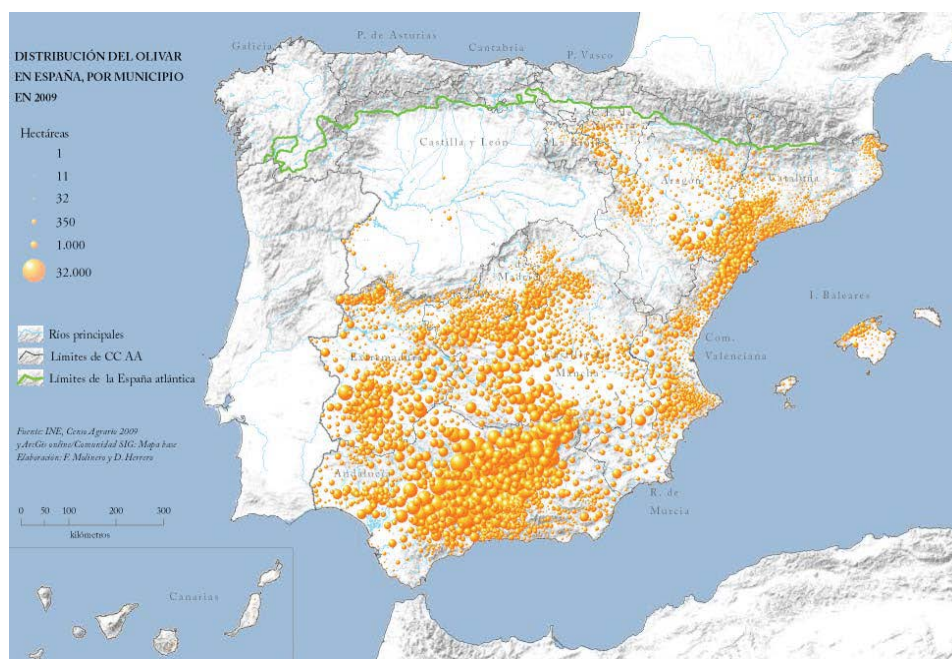 DISTRIBUCIÓN DEL OLIVAR
EN ESPAÑA, POR MUNICIPIO
EN 2009
Hectáreas
1
11
32
350
1.000
32.000
Ríos principales
Límites de CC AA
Límites de la España atlántica
Fuente: INE, Censo Agrario 2009
y ArcGis online/Comunidad SIG: Mapa base
Elaboración: F. Molinero y D. Herrero
0 50 100 200 300
kilómetros
Galicia
P. de Asturias
Cantabria
P. Vasco
Castilla y León
La Rioja
Aragón
Cataluña
Madrid
I. Baleares
Com.
Valenciana
Extremadura
Mancha
Andalucía
R. de
Murcia
Canarias